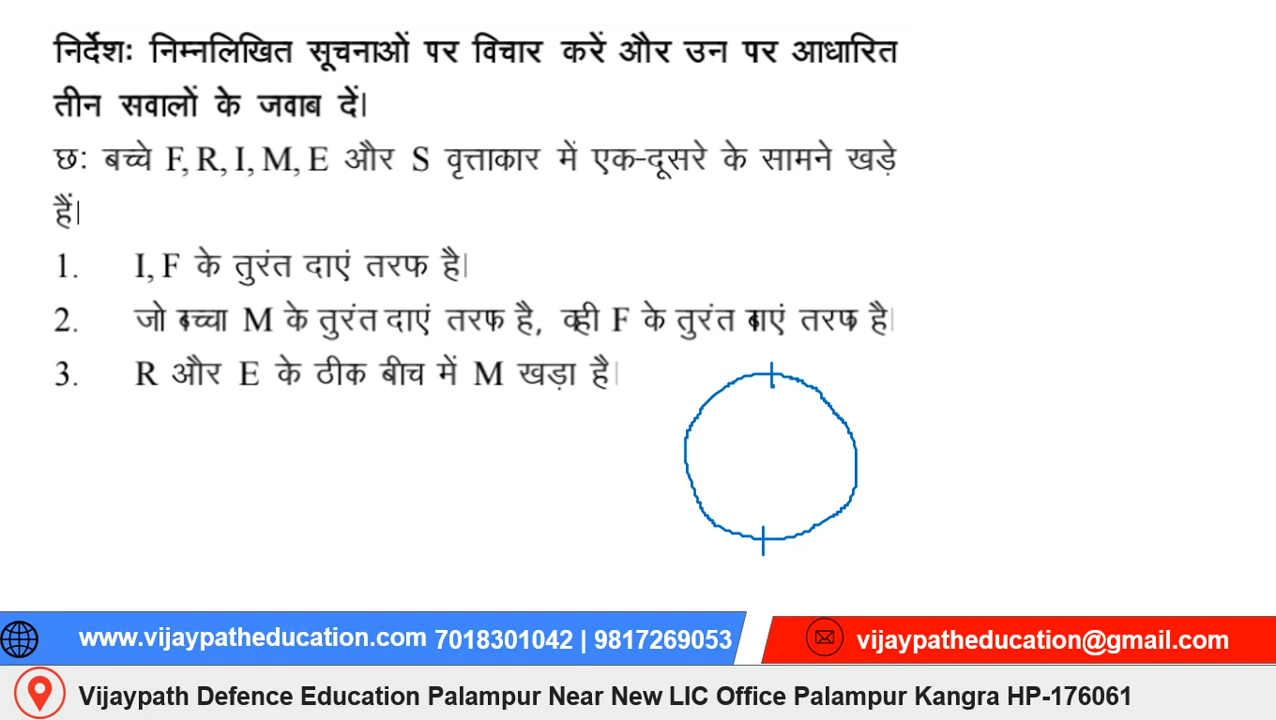 निर्देशः निम्नलिखित सूचनाओं पर विचार करें और उन पर आधारित
तीन सवालों के जवाब दें।
छः बच्चे F, R, I, M, E और S वृत्ताकार में एक-दूसरे के सामने खड़े
हैं।
1. I, F के तुरंत दाएं तरफ है।
2. जो बच्चा M के तुरंत दाएं तरफ है, वही F के तुरंत बाएं तरफ है।
3. R और E के ठीक बीच में M खड़ा है।
www.vijaypatheducation.com 7018301042 | 9817269053 vijaypatheducation@gmail.com
Vijaypath Defence Education Palampur Near New LIC Office Palampur Kangra HP-176061